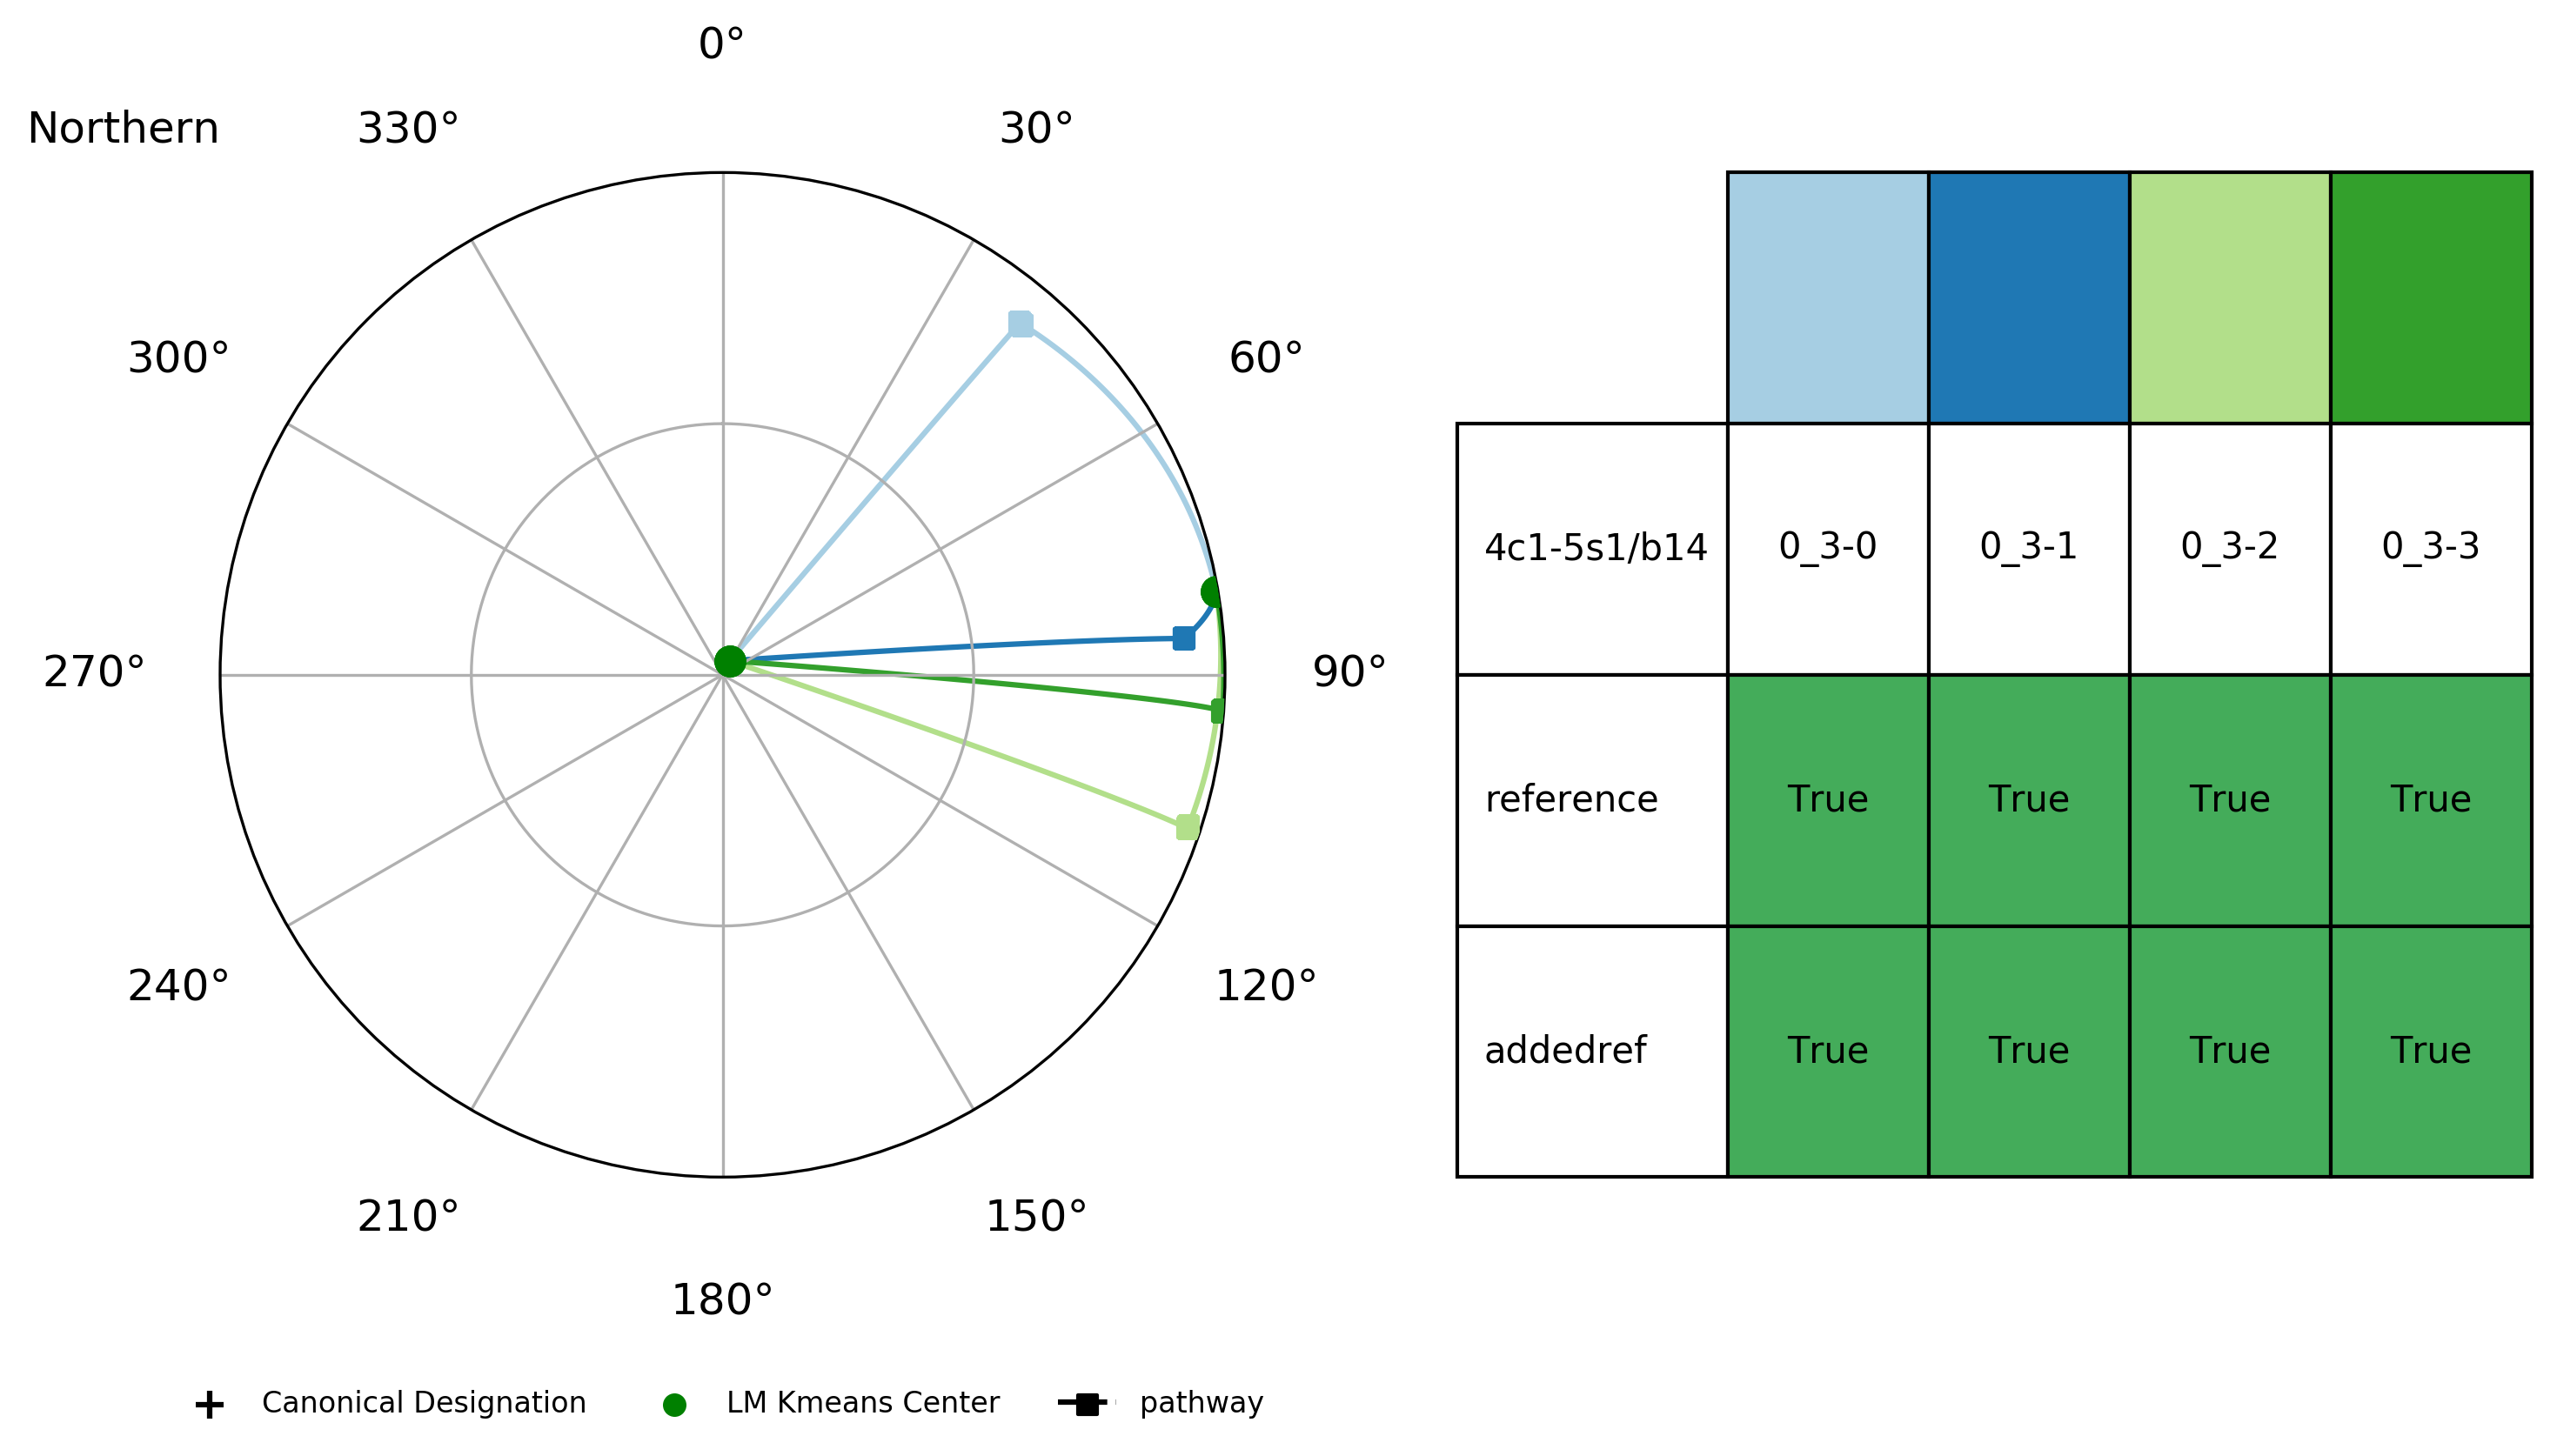 0°
Northern
330°
30°
300°
60°
270°
90°
240°
120°
210°
150°
180°
4c1-5s1/b14 0_3-0 0_3-1 0_3-2 0_3-3
reference True True True True
addedref True True True True
Canonical Designation LM Kmeans Center pathway